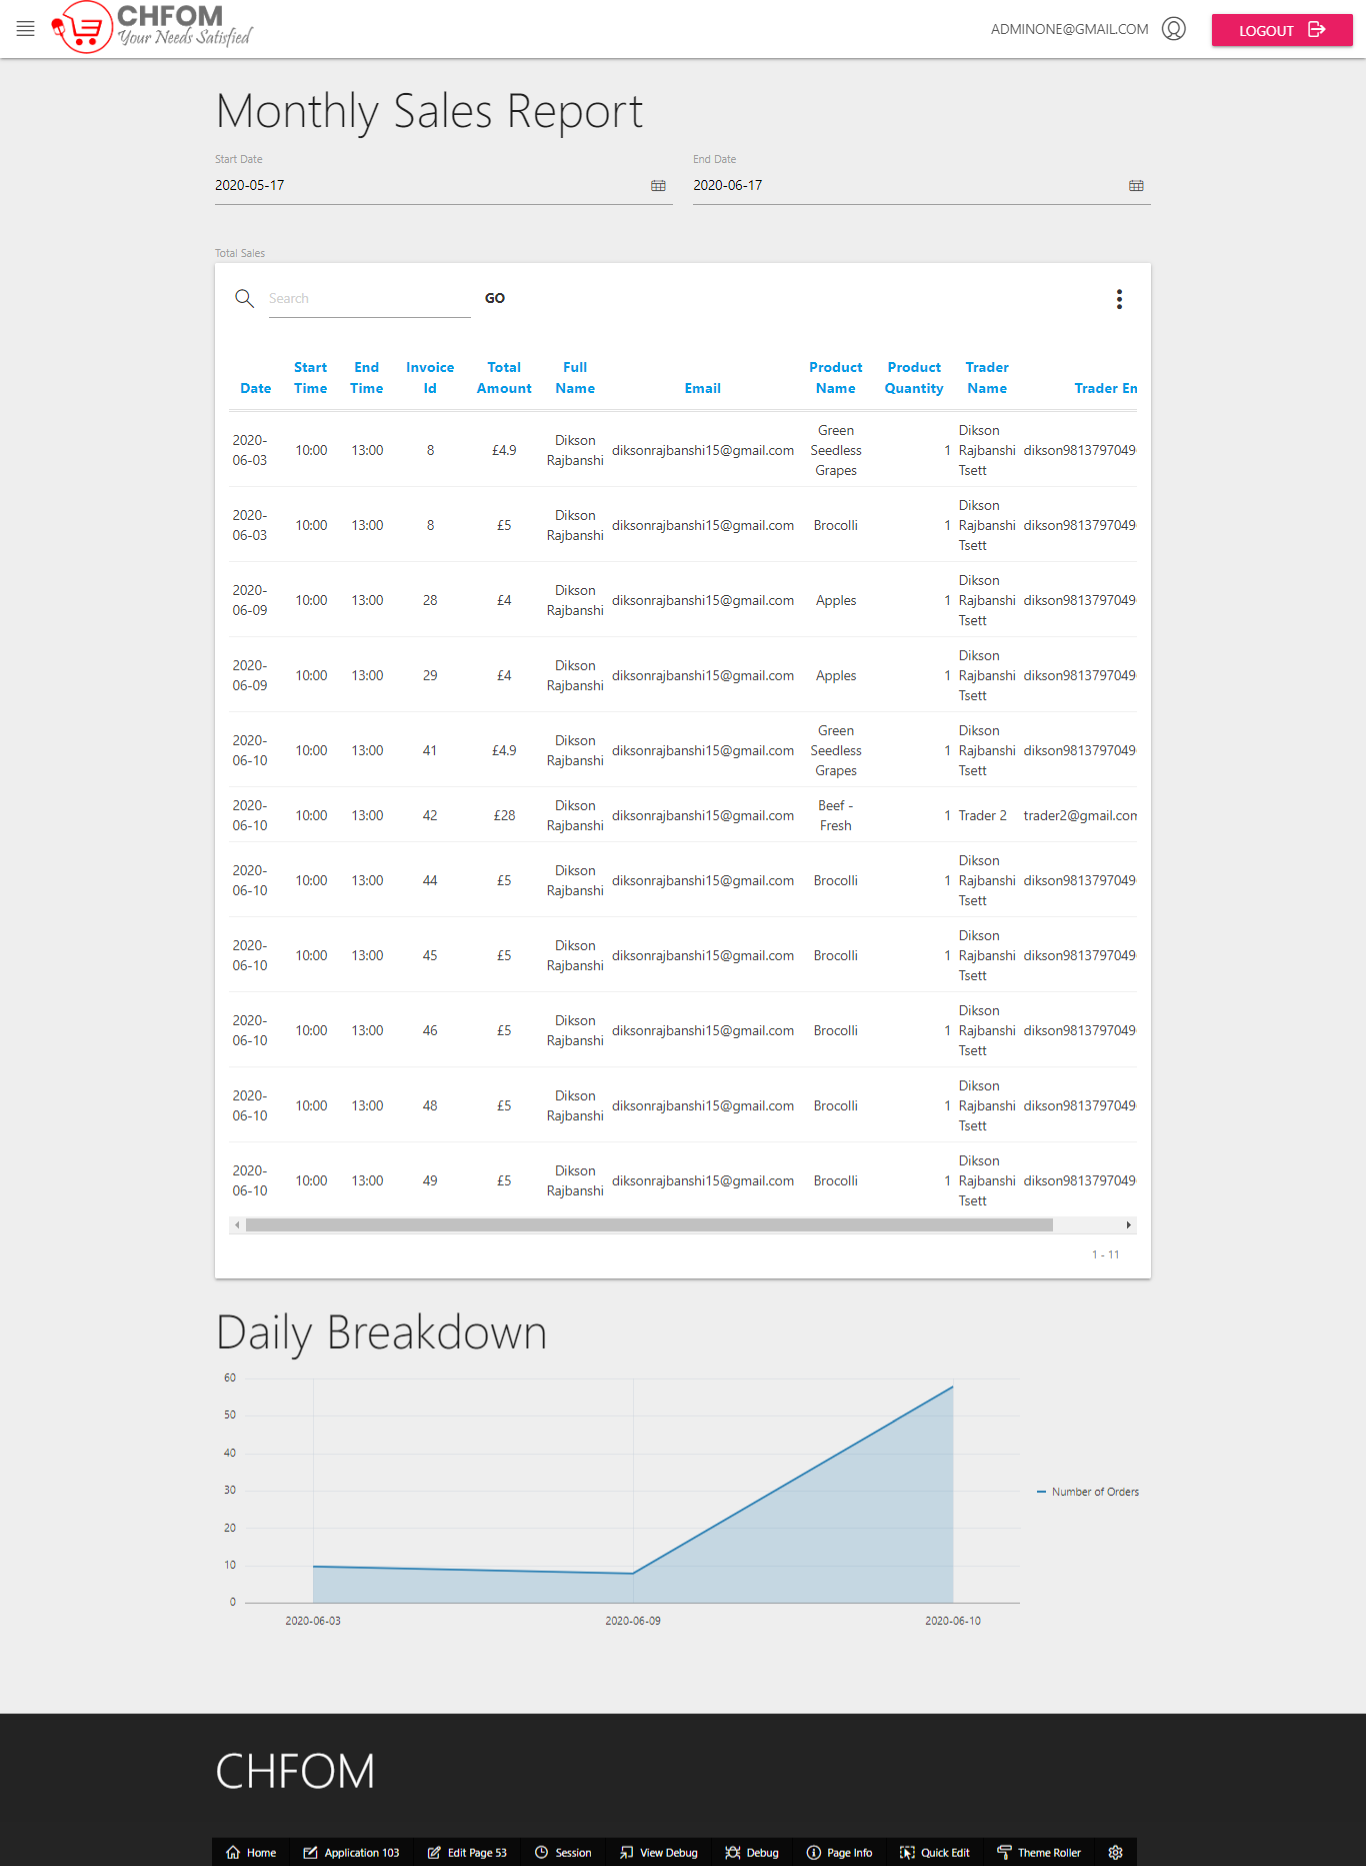 CHFOM
Your Needs Satisfied
ADMINONE@GMAIL.COM
LOGOUT
Monthly Sales Report
Start Date
End Date
2020-05-17
2020-06-17
Total Sales
Search
GO
Date Start Time End Time Invoice Id Total Amount Full Name Email Product Name Product Quantity Trader Name Trader Em
2020-06-03 10:00 13:00 8 £4.9 Dikson Rajbanshi diksonrajbanshi15@gmail.com Green Seedless Grapes 1 Dikson Rajbanshi Tsett dikson9813797049
2020-06-03 10:00 13:00 8 £5 Dikson Rajbanshi diksonrajbanshi15@gmail.com Brocolli 1 Dikson Rajbanshi Tsett dikson9813797049
2020-06-09 10:00 13:00 28 £4 Dikson Rajbanshi diksonrajbanshi15@gmail.com Apples 1 Dikson Rajbanshi Tsett dikson9813797049
2020-06-09 10:00 13:00 29 £4 Dikson Rajbanshi diksonrajbanshi15@gmail.com Apples 1 Dikson Rajbanshi Tsett dikson9813797049
2020-06-10 10:00 13:00 41 £4.9 Dikson Rajbanshi diksonrajbanshi15@gmail.com Green Seedless Grapes 1 Dikson Rajbanshi Tsett dikson9813797049
2020-06-10 10:00 13:00 42 £28 Dikson Rajbanshi diksonrajbanshi15@gmail.com Beef - Fresh 1 Trader 2 trader2@gmail.com
2020-06-10 10:00 13:00 44 £5 Dikson Rajbanshi diksonrajbanshi15@gmail.com Brocolli 1 Dikson Rajbanshi Tsett dikson9813797049
2020-06-10 10:00 13:00 45 £5 Dikson Rajbanshi diksonrajbanshi15@gmail.com Brocolli 1 Dikson Rajbanshi Tsett dikson9813797049
2020-06-10 10:00 13:00 46 £5 Dikson Rajbanshi diksonrajbanshi15@gmail.com Brocolli 1 Dikson Rajbanshi Tsett dikson9813797049
2020-06-10 10:00 13:00 48 £5 Dikson Rajbanshi diksonrajbanshi15@gmail.com Brocolli 1 Dikson Rajbanshi Tsett dikson9813797049
2020-06-10 10:00 13:00 49 £5 Dikson Rajbanshi diksonrajbanshi15@gmail.com Brocolli 1 Dikson Rajbanshi Tsett dikson9813797049
1 - 11
Daily Breakdown
60
50
40
30
20
10
0
Number of Orders
2020-06-03 2020-06-09 2020-06-10
CHFOM
Home Application 103 Edit Page 53 Session View Debug Debug Page Info Quick Edit Theme Roller